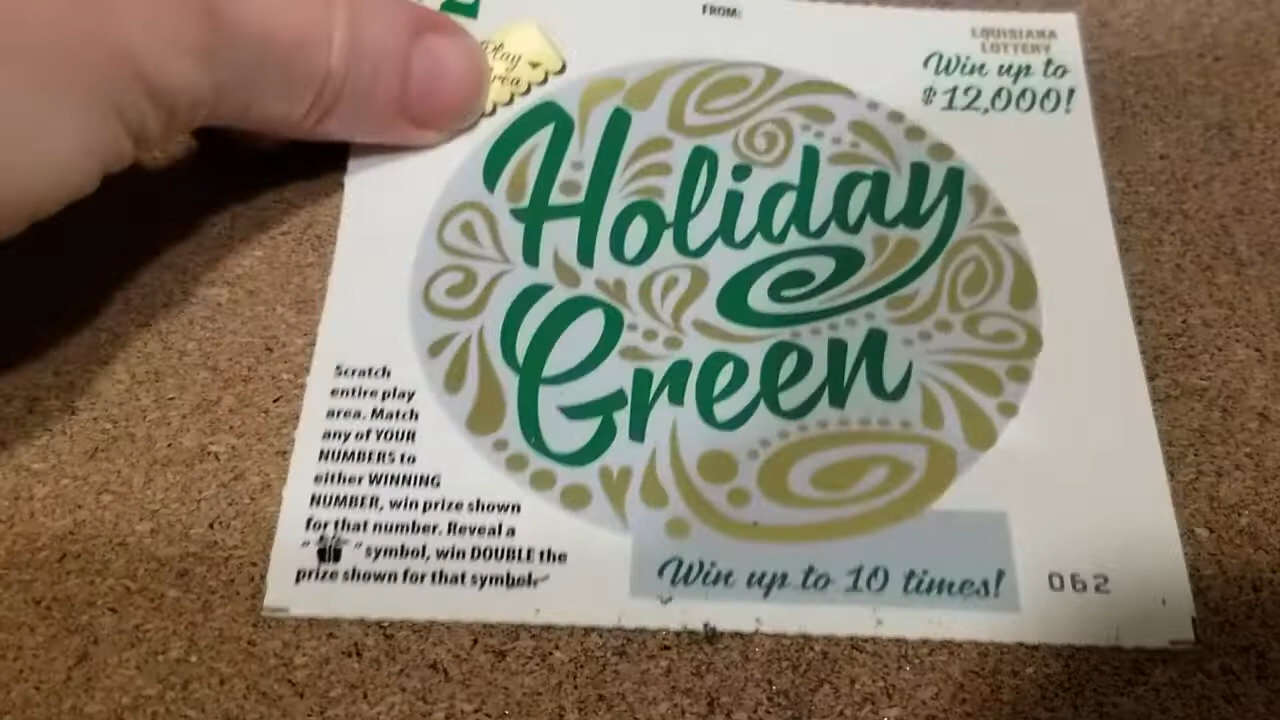 FROM:
LOUISIANA
LOTTERY
Win up to
$12,000!
Play
Holiday
Green
Scratch
entire play
area. Match
any of YOUR
NUMBERS to
either WINNING
NUMBER, win prize shown
for that number. Reveal a
" " symbol, win DOUBLE the
prize shown for that symbol.
Win up to 10 times!
062